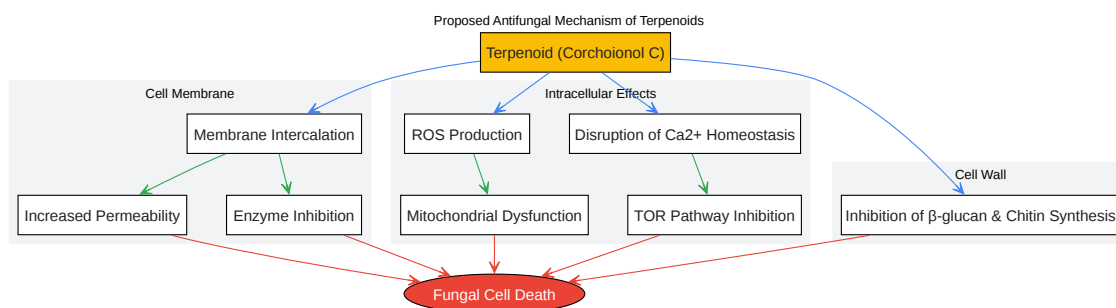 Proposed Antifungal Mechanism of Terpenoids
Terpenoid (Corchoionol C)
Cell Membrane
Intracellular Effects
Membrane Intercalation
ROS Production
Disruption of Ca2+ Homeostasis
Cell Wall
Increased Permeability
Enzyme Inhibition
Mitochondrial Dysfunction
TOR Pathway Inhibition
Inhibition of β-glucan & Chitin Synthesis
Fungal Cell Death